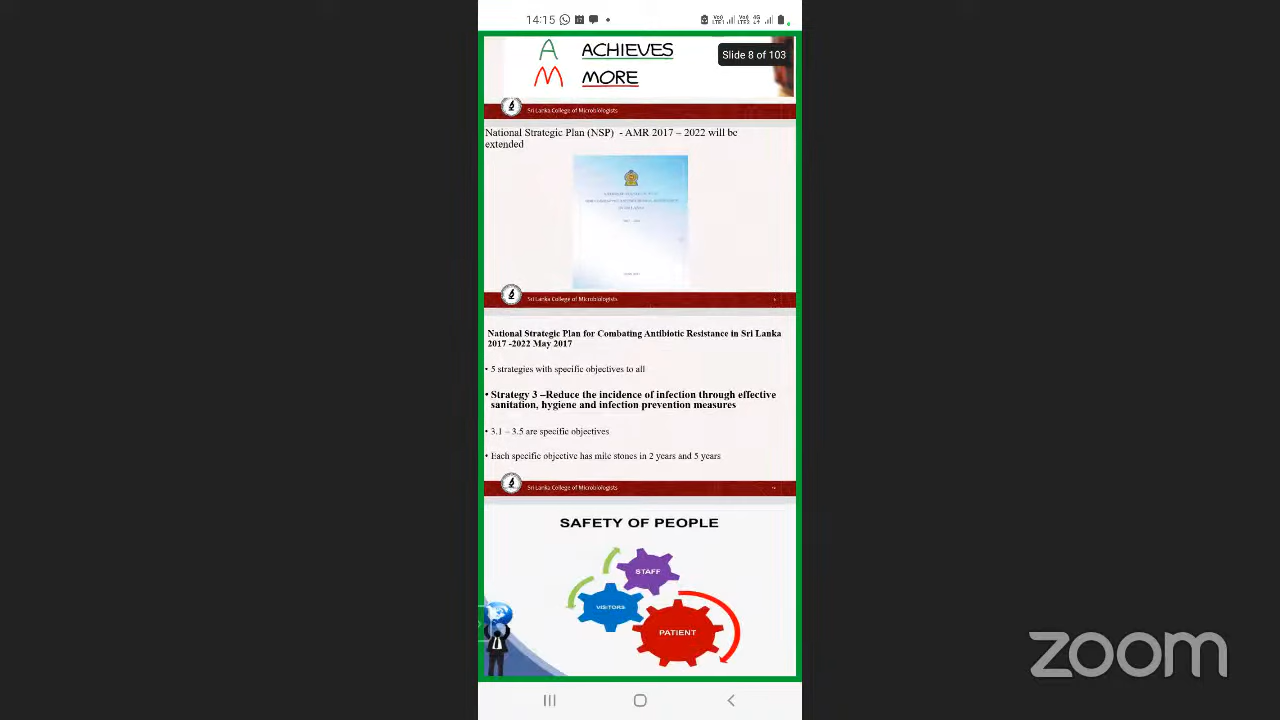 14:15
A ACHIEVES
Slide 8 of 103
M MORE
Sri Lanka College of Microbiologists
National Strategic Plan (NSP) - AMR 2017 – 2022 will be
extended
Sri Lanka College of Microbiologists
National Strategic Plan for Combating Antibiotic Resistance in Sri Lanka
2017 -2022 May 2017
• 5 strategies with specific objectives to all
• Strategy 3 –Reduce the incidence of infection through effective
sanitation, hygiene and infection prevention measures
• 3.1 – 3.5 are specific objectives
• Each specific objective has mile stones in 2 years and 5 years
Sri Lanka College of Microbiologists
SAFETY OF PEOPLE
STAFF
VISITORS
PATIENT
zoom